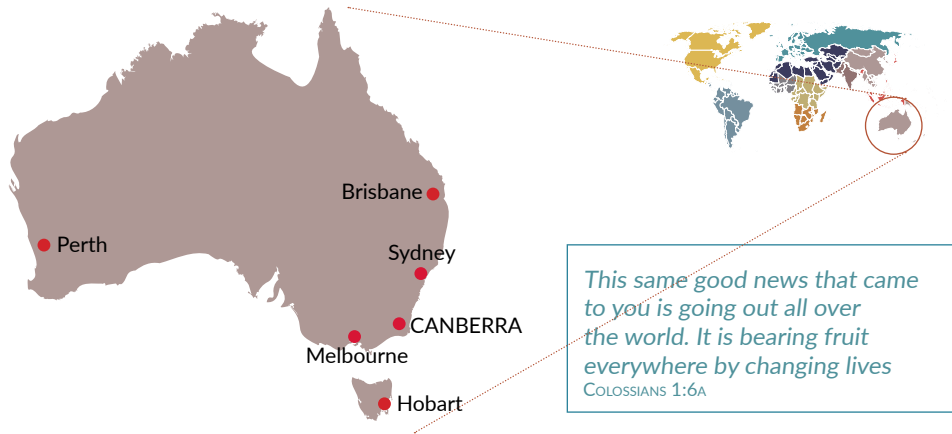 Brisbane
Perth
Sydney
CANBERRA
Melbourne
Hobart
This same good news that came
to you is going out all over
the world. It is bearing fruit
everywhere by changing lives
Colossians 1:6a